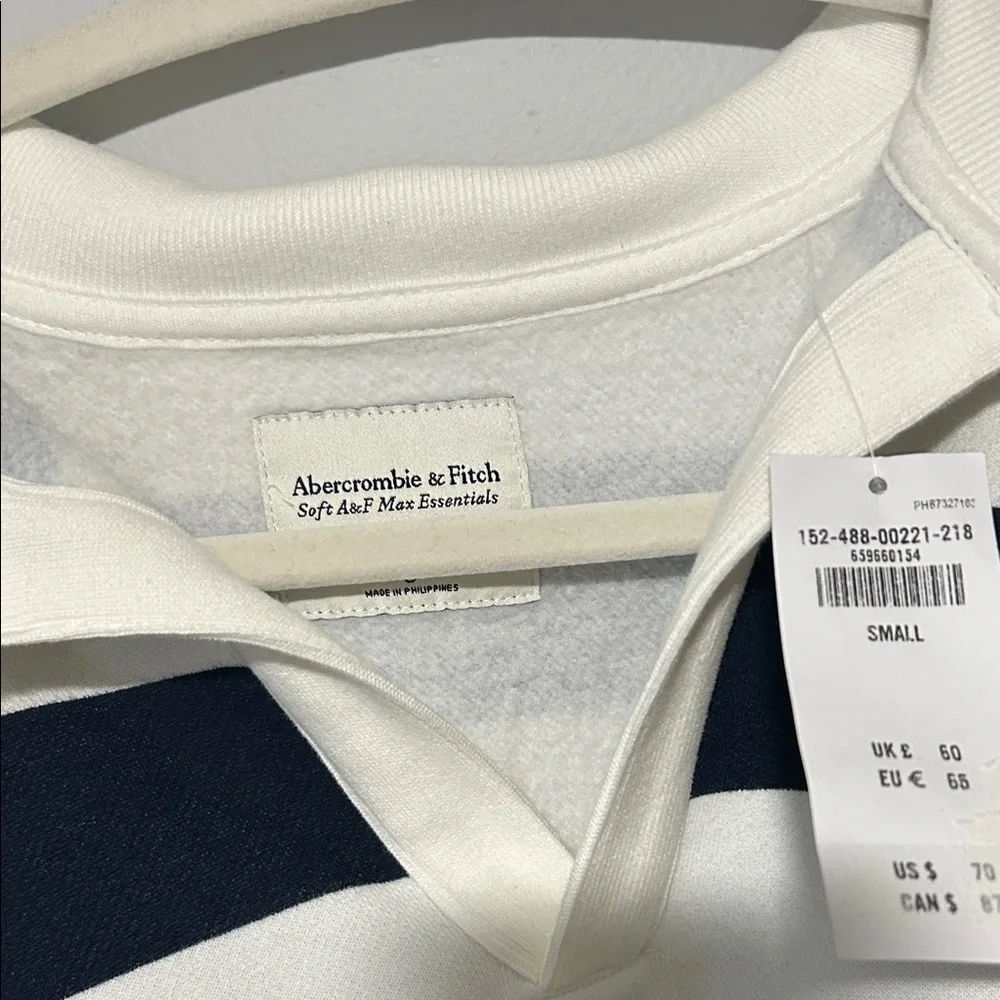 Abercrombie & Fitch
Soft A&F Max Essentials
MADE IN PHILIPPINES
152-488-00221-218
659660154
SMALL
UK £ 60
EU € 65
US $ 70
CAN $ 87